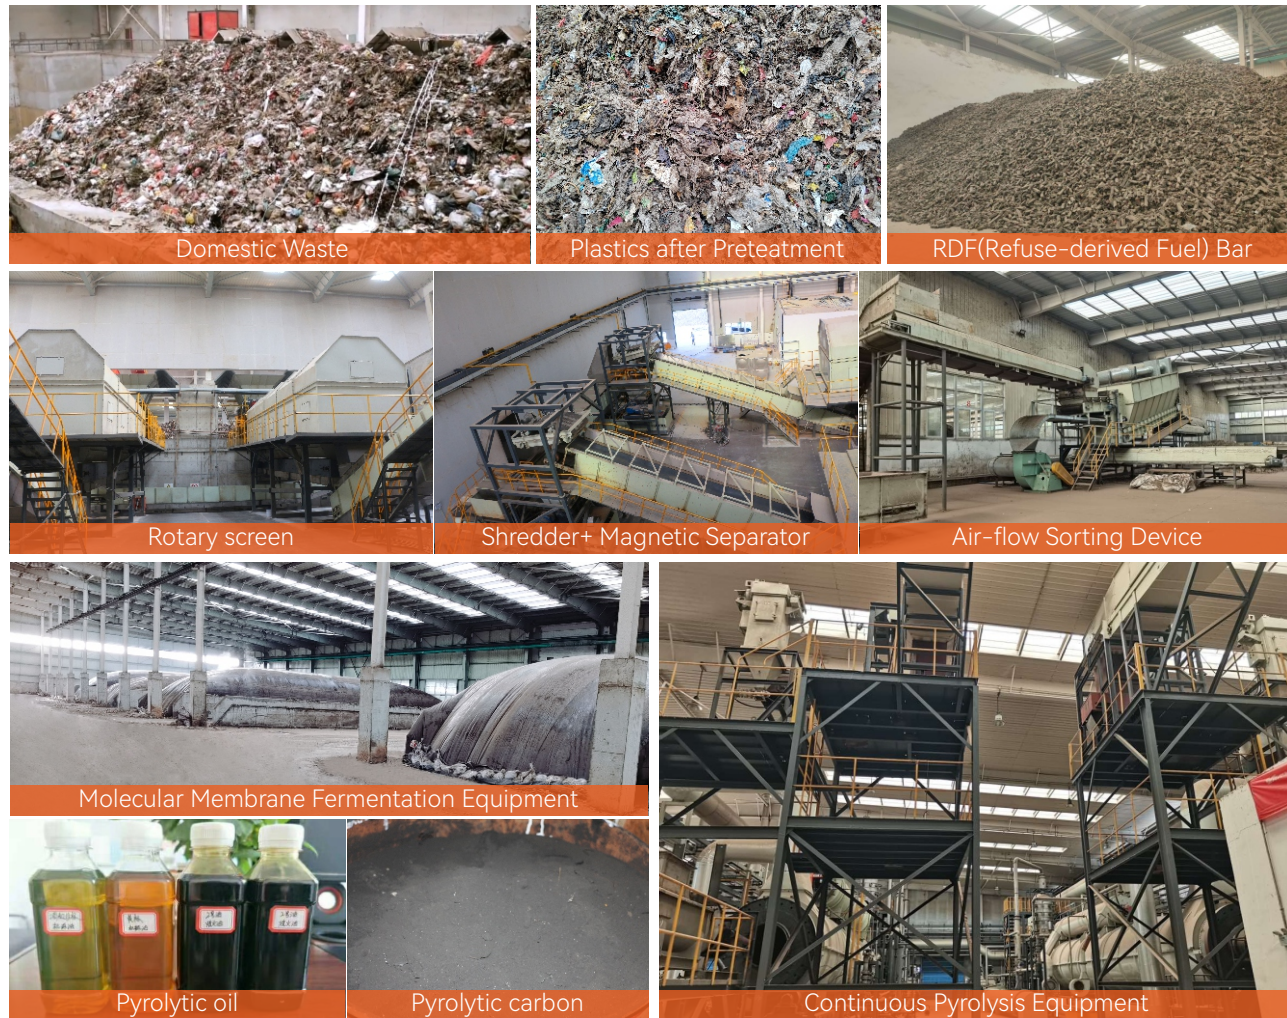 Domestic Waste
Plastics after Pretreatment
RDF(Refuse-derived Fuel) Bar
Rotary screen
Shredder+ Magnetic Separator
Air-flow Sorting Device
Molecular Membrane Fermentation Equipment
Pyrolytic oil
Pyrolytic carbon
Continuous Pyrolysis Equipment